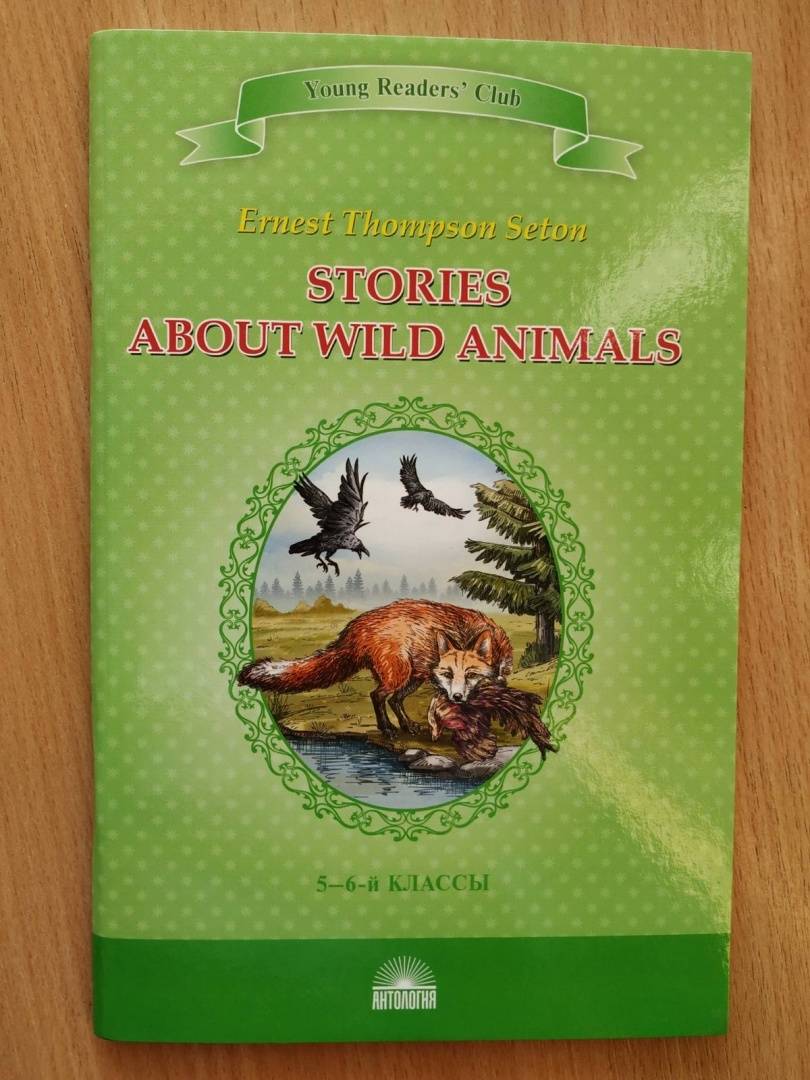 Young Readers' Club
Ernest Thompson Seton
STORIES
ABOUT WILD ANIMALS
5–6-й КЛАССЫ
АНТОЛОГИЯ